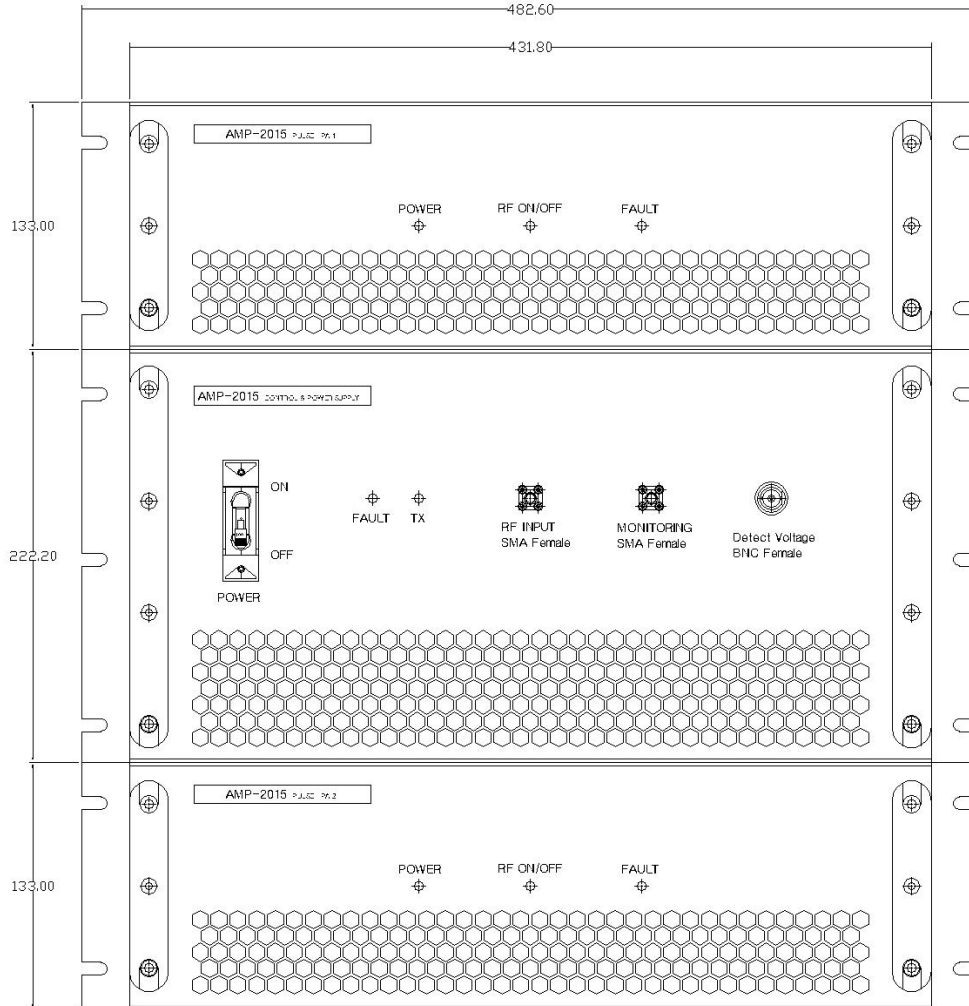 482.60
431.80
AMP-2015 PULSE PA 1
133.00
POWER RF ON/OFF FAULT
AMP-2015 CONTROL & POWER SUPPLY
222.20
ON
OFF
POWER
FAULT TX
RF INPUT
SMA Female
MONITORING
SMA Female
Detect Voltage
BNC Female
AMP-2015 PULSE PA 2
133.00
POWER RF ON/OFF FAULT